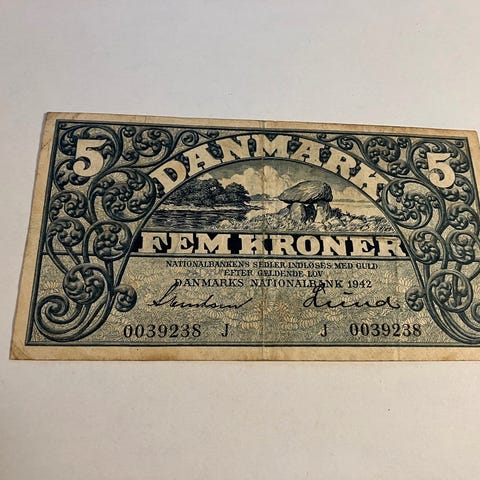 5 DANMARK 5
FEM KRONER
NATIONALBANKENS SEDLER INDLØSES MED GULD
EFTER GELDENDE LOV
DANMARKS NATIONALBANK 1942
0039238 J J 0039238